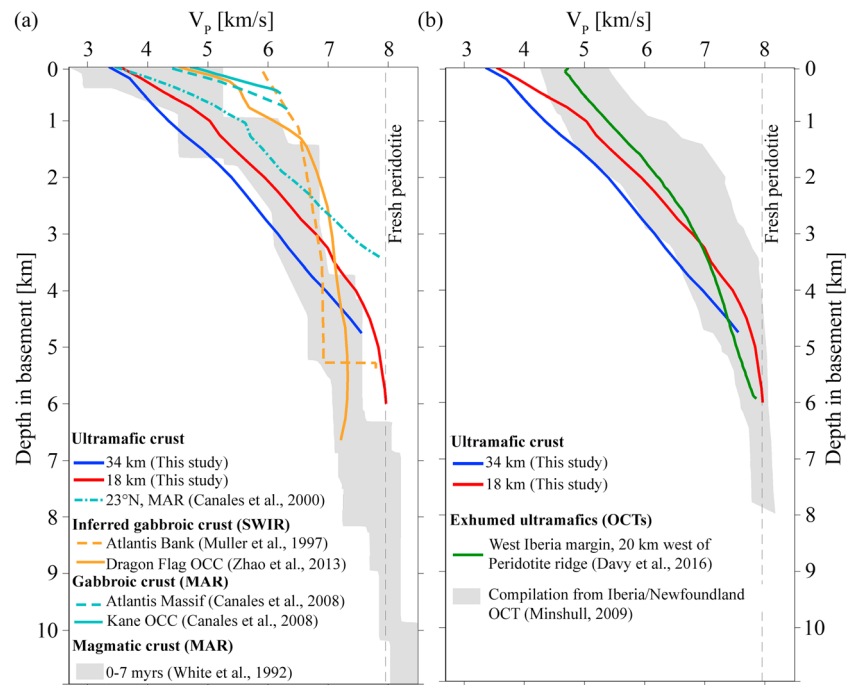 (a)
V_P [km/s]
3 4 5 6 7 8
0
1
2
3
4
5
6
7
8
9
10
Depth in basement [km]
Fresh peridotite
Ultramafic crust
34 km (This study)
18 km (This study)
23°N, MAR (Canales et al., 2000)
Inferred gabbroic crust (SWIR)
Atlantis Bank (Muller et al., 1997)
Dragon Flag OCC (Zhao et al., 2013)
Gabbroic crust (MAR)
Atlantis Massif (Canales et al., 2008)
Kane OCC (Canales et al., 2008)
Magmatic crust (MAR)
0-7 myrs (White et al., 1992)
(b)
V_P [km/s]
3 4 5 6 7 8
0
1
2
3
4
5
6
7
8
9
10
Depth in basement [km]
Fresh peridotite
Ultramafic crust
34 km (This study)
18 km (This study)
Exhumed ultramafics (OCTs)
West Iberia margin, 20 km west of
Peridotite ridge (Davy et al., 2016)
Compilation from Iberia/Newfoundland
OCT (Minshull, 2009)